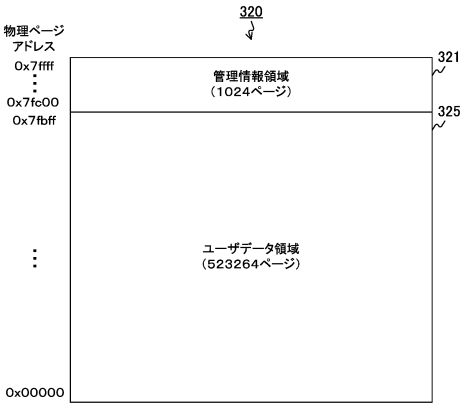 320
物理ページ
アドレス
0x7ffff
321
管理情報領域
(1024ページ)
0x7fc00
0x7fbff
325
ユーザデータ領域
(523264ページ)
0x00000